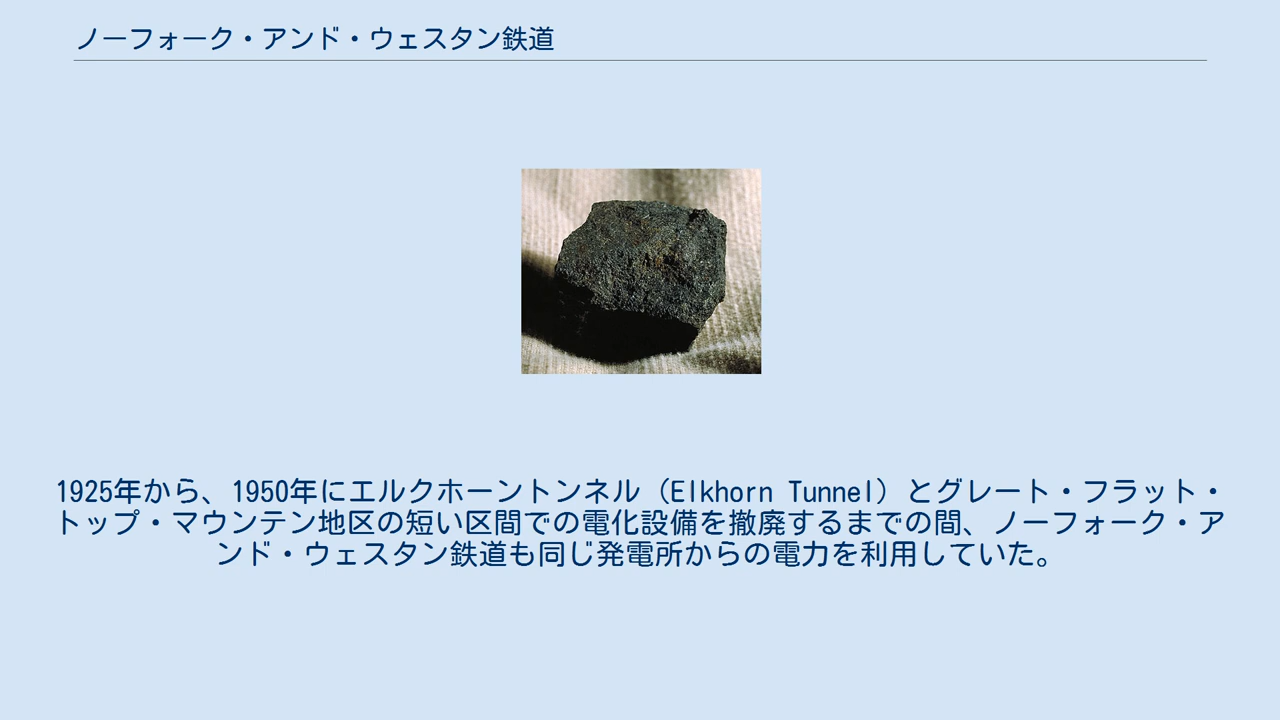 ノーフォーク・アンド・ウェスタン鉄道
1925年から、1950年にエルクホーントンネル（Elkhorn Tunnel）とグレート・フラット・
トップ・マウンテン地区の短い区間での電化設備を撤廃するまでの間、ノーフォーク・ア
ンド・ウェスタン鉄道も同じ発電所からの電力を利用していた。